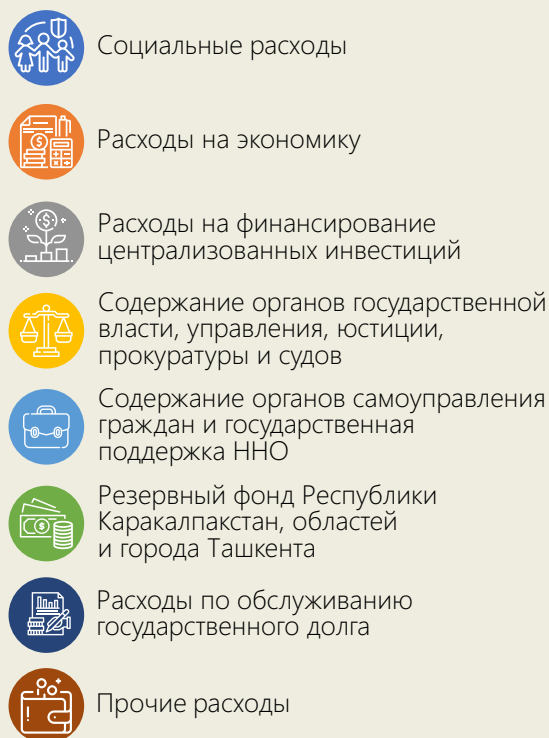 Социальные расходы
Расходы на экономику
Расходы на финансирование
централизованных инвестиций
Содержание органов государственной
власти, управления, юстиции,
прокуратуры и судов
Содержание органов самоуправления
граждан и государственная
поддержка ННО
Резервный фонд Республики
Каракалпакстан, областей
и города Ташкента
Расходы по обслуживанию
государственного долга
Прочие расходы